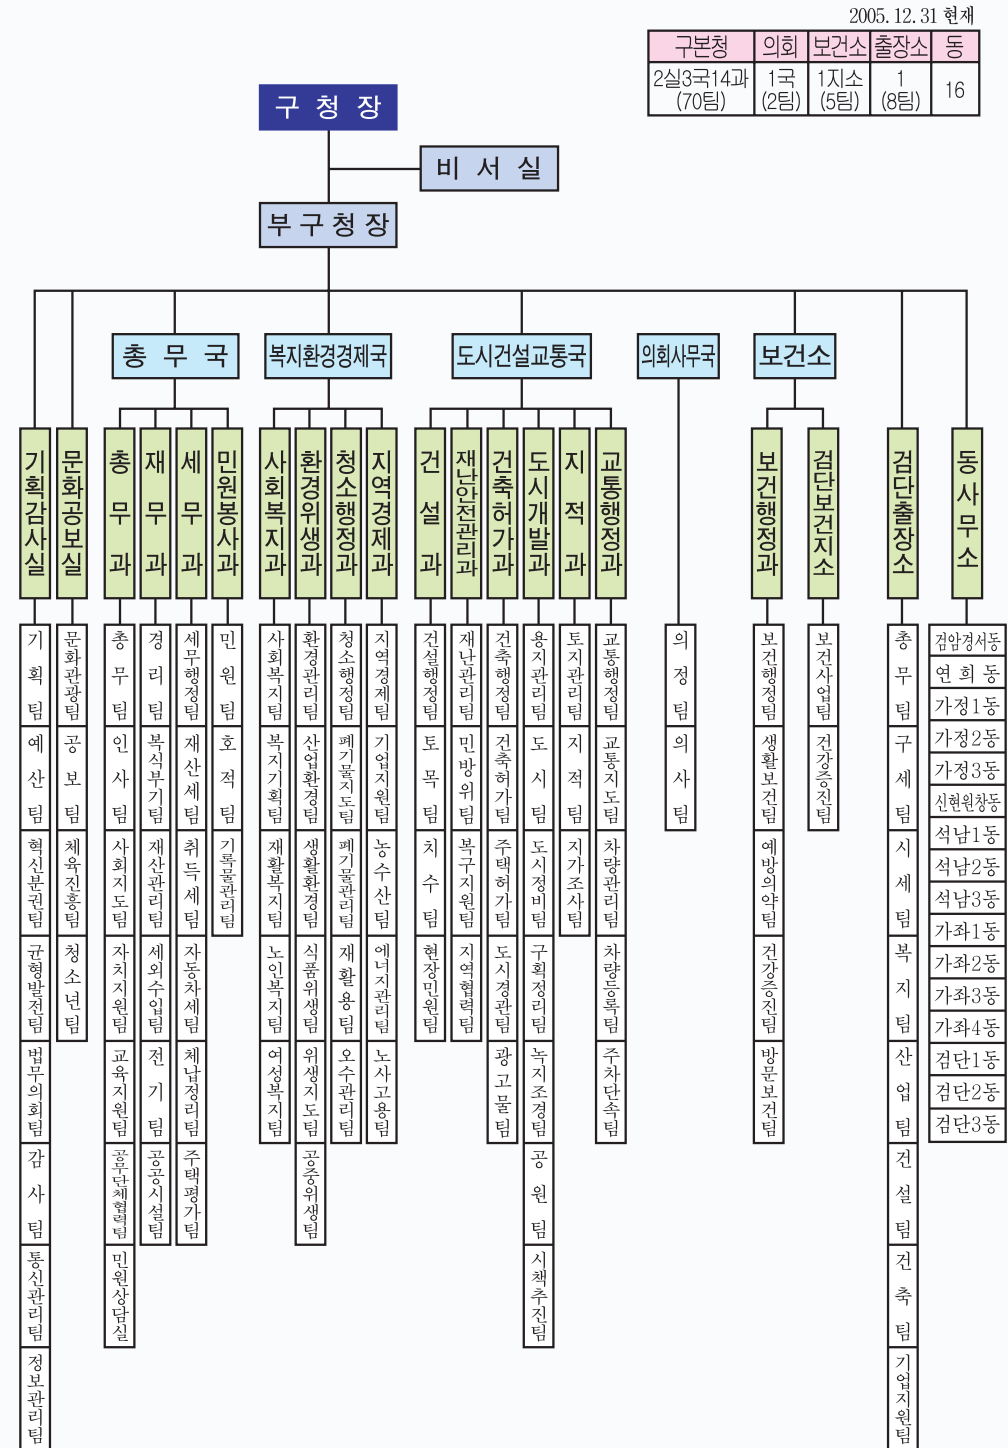 2005. 12. 31 현재
구본청 의회 보건소 출장소 동
2실3국14과 1국 1지소 1 16
(70팀) (2팀) (5팀) (8팀)
구청장
비서실
부구청장
총무국 복지환경경제국 도시건설교통국 의회사무국 보건소
기획감사실
문화공보실
총무과
재무과
세무과
민원봉사과
사회복지과
환경위생과
청소행정과
지역경제과
건설과
재난안전관리과
건축허가과
도시개발과
지적과
교통행정과
보건행정과
검단보건지소
검단출장소
동사무소
기획팀
예산팀
혁신분권팀
균형발전팀
법무의회팀
감사팀
통신관리팀
정보관리팀
문화관광팀
공보팀
체육진흥팀
청소년팀
총무팀
인사팀
사회지도팀
자치지원팀
교육지원팀
공무단체협력팀
민원상담실
경리팀
복식부기팀
재산관리팀
세외수입팀
전기팀
공공시설팀
세무행정팀
재산세팀
취득세팀
자동차세팀
체납정리팀
주택평가팀
민원팀
호적팀
기록물관리팀
사회복지팀
복지기획팀
재활복지팀
노인복지팀
여성복지팀
환경관리팀
산업환경팀
생활환경팀
식품위생팀
위생지도팀
공중위생팀
청소행정팀
폐기물지도팀
폐기물관리팀
재활용팀
오수관리팀
지역경제팀
기업지원팀
농수산팀
에너지관리팀
노사고용팀
건설행정팀
토목팀
치수팀
현장민원팀
재난관리팀
민방위팀
복구지원팀
지역협력팀
건축행정팀
건축허가팀
주택허가팀
도시경관팀
광고물팀
용지관리팀
도시팀
도시정비팀
구획정리팀
녹지조경팀
공원팀
시책추진팀
토지관리팀
지적팀
지가조사팀
교통행정팀
교통지도팀
차량관리팀
차량등록팀
주차단속팀
의정팀
의사팀
보건행정팀
생활보건팀
예방의약팀
건강증진팀
방문보건팀
보건사업팀
건강증진팀
총무팀
구세팀
시세팀
복지팀
산업팀
건설팀
건축팀
기업지원팀
검암경서동
연희동
가정1동
가정2동
가정3동
신현원창동
석남1동
석남2동
석남3동
가좌1동
가좌2동
가좌3동
가좌4동
검단1동
검단2동
검단3동